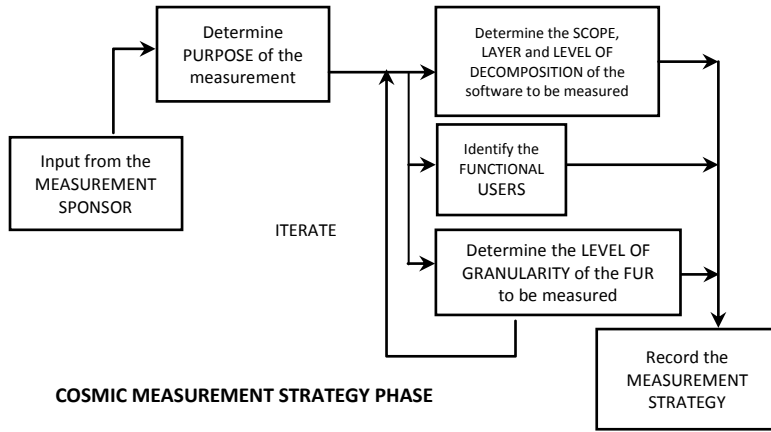 Determine
PURPOSE of the
measurement
Determine the SCOPE,
LAYER and LEVEL OF
DECOMPOSITION of the
software to be measured
Input from the
MEASUREMENT
SPONSOR
Identify the
FUNCTIONAL
USERS
ITERATE
Determine the LEVEL OF
GRANULARITY of the FUR
to be measured
Record the
MEASUREMENT
STRATEGY
COSMIC MEASUREMENT STRATEGY PHASE